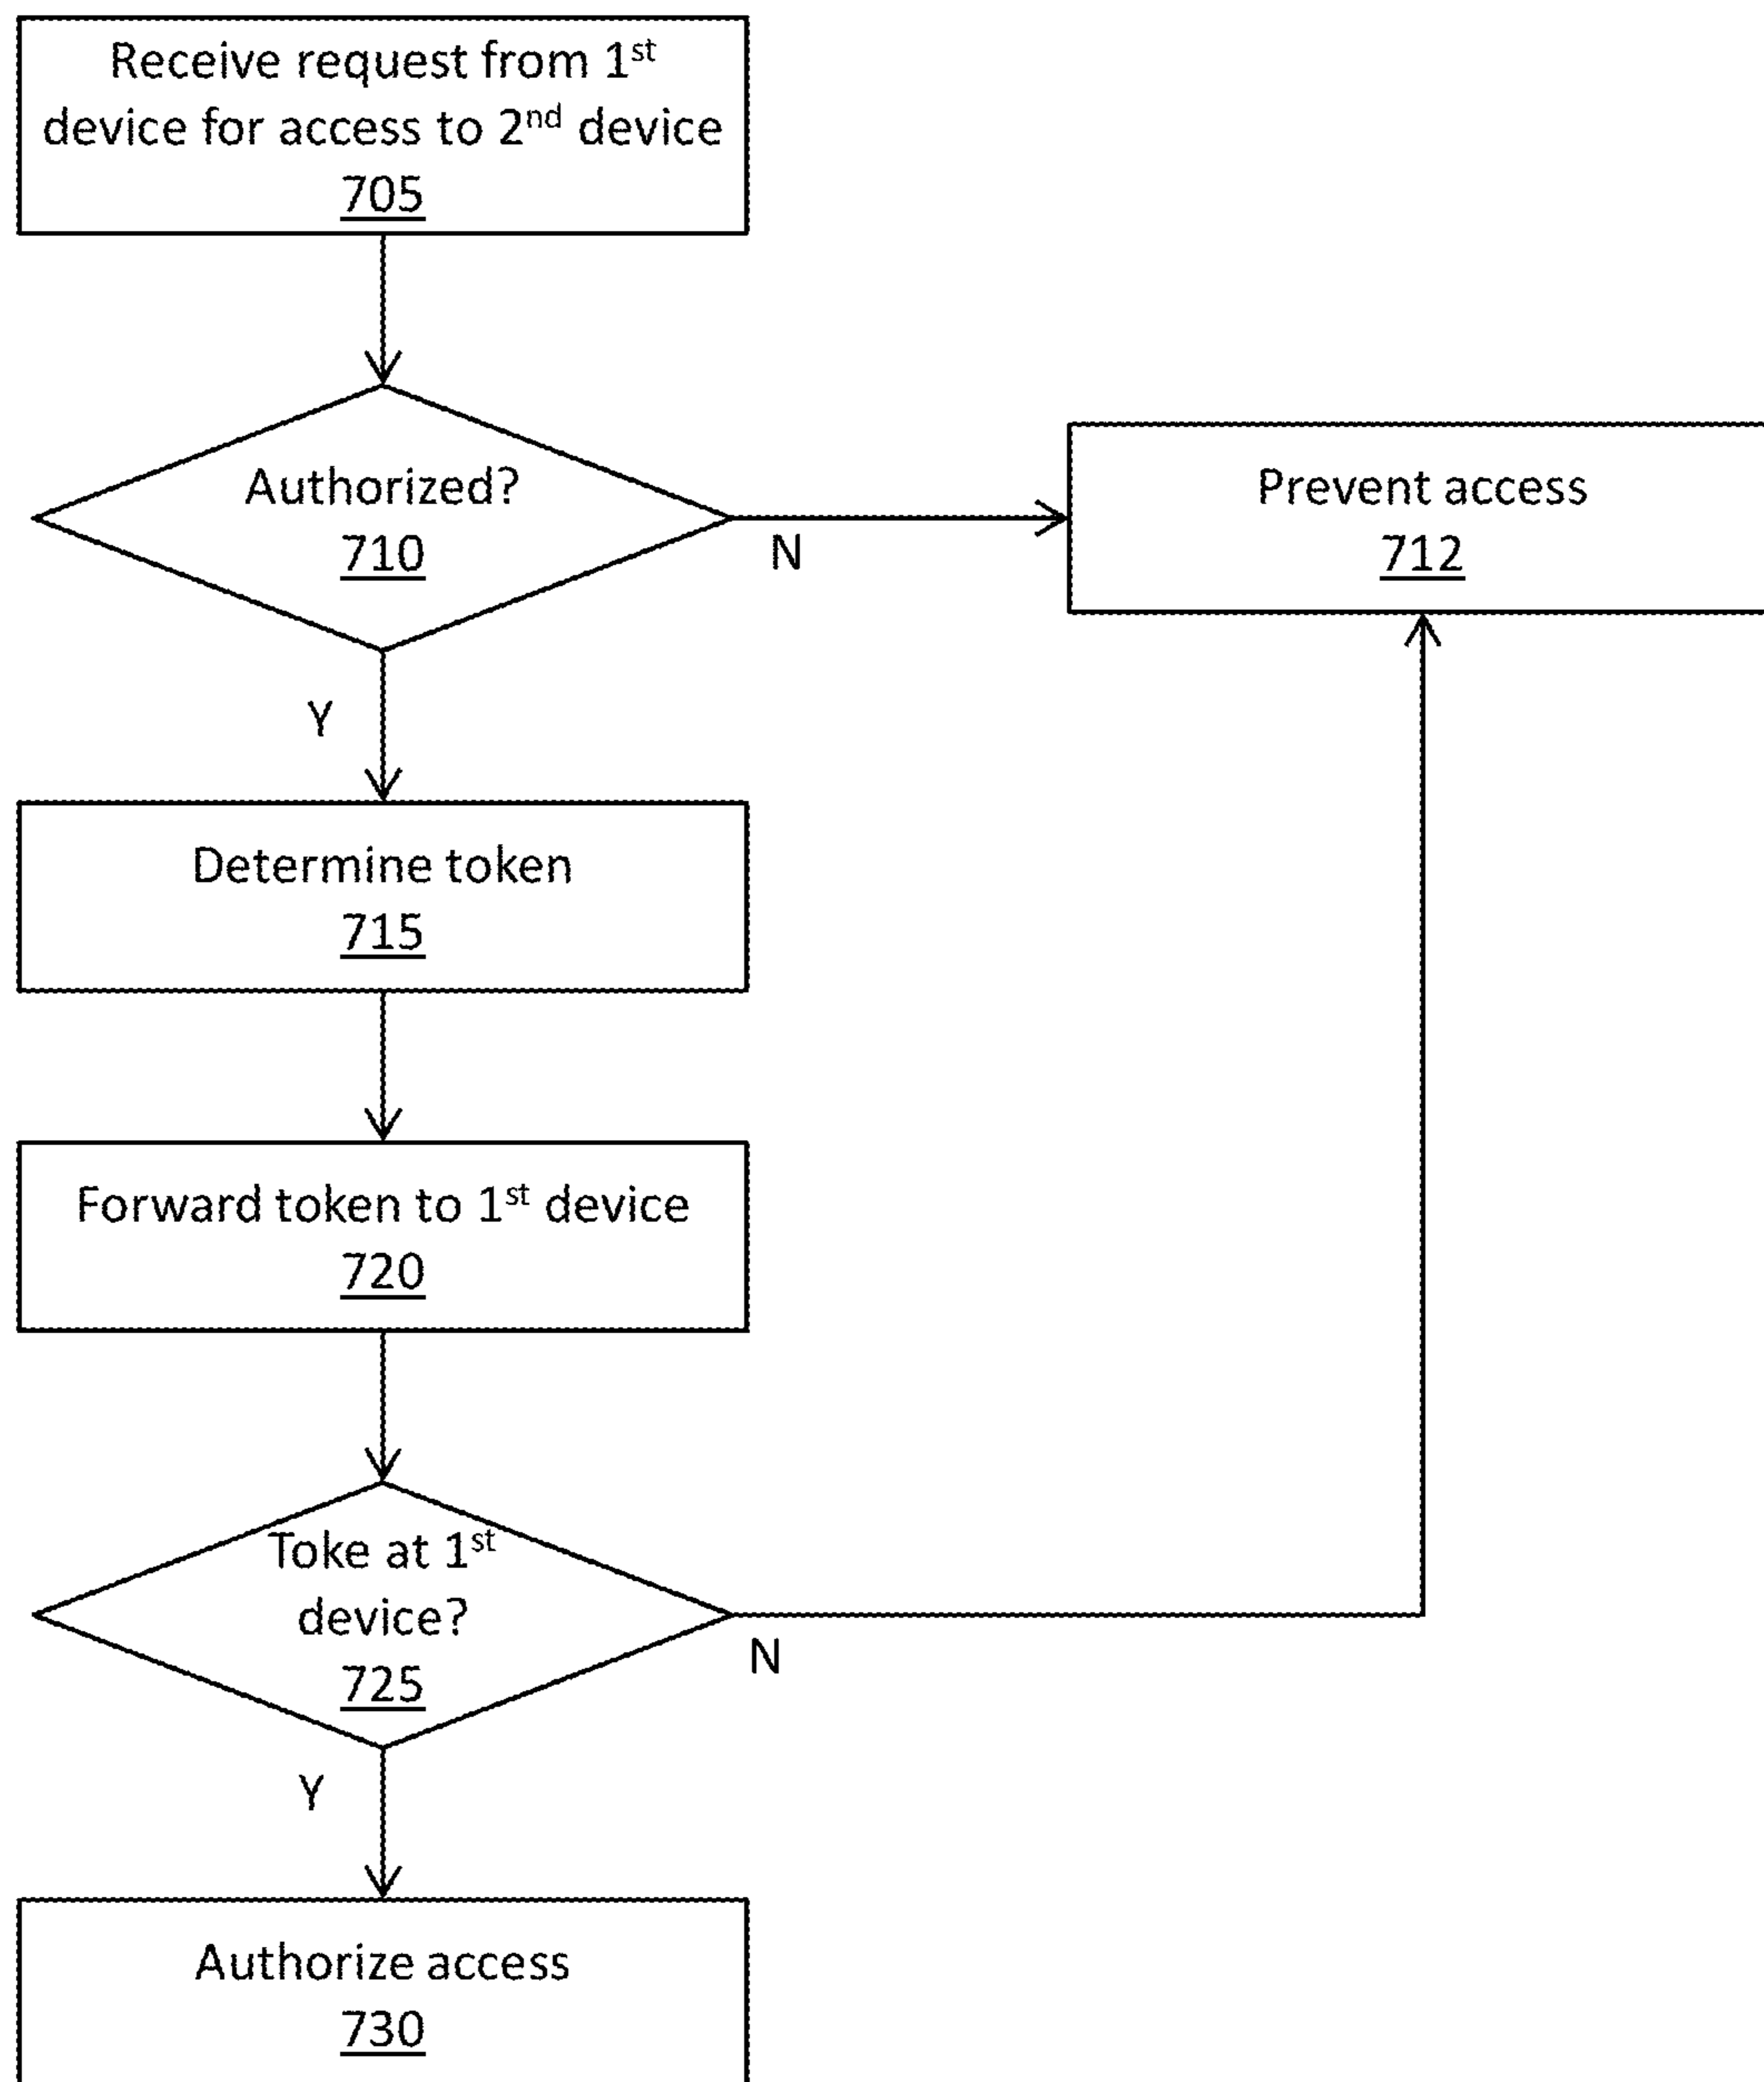 Receive request from 1st
device for access to 2nd device
705
Authorized?
710
N
Prevent access
712
Y
Determine token
715
Forward token to 1st device
720
Toke at 1st
device?
725
N
Y
Authorize access
730